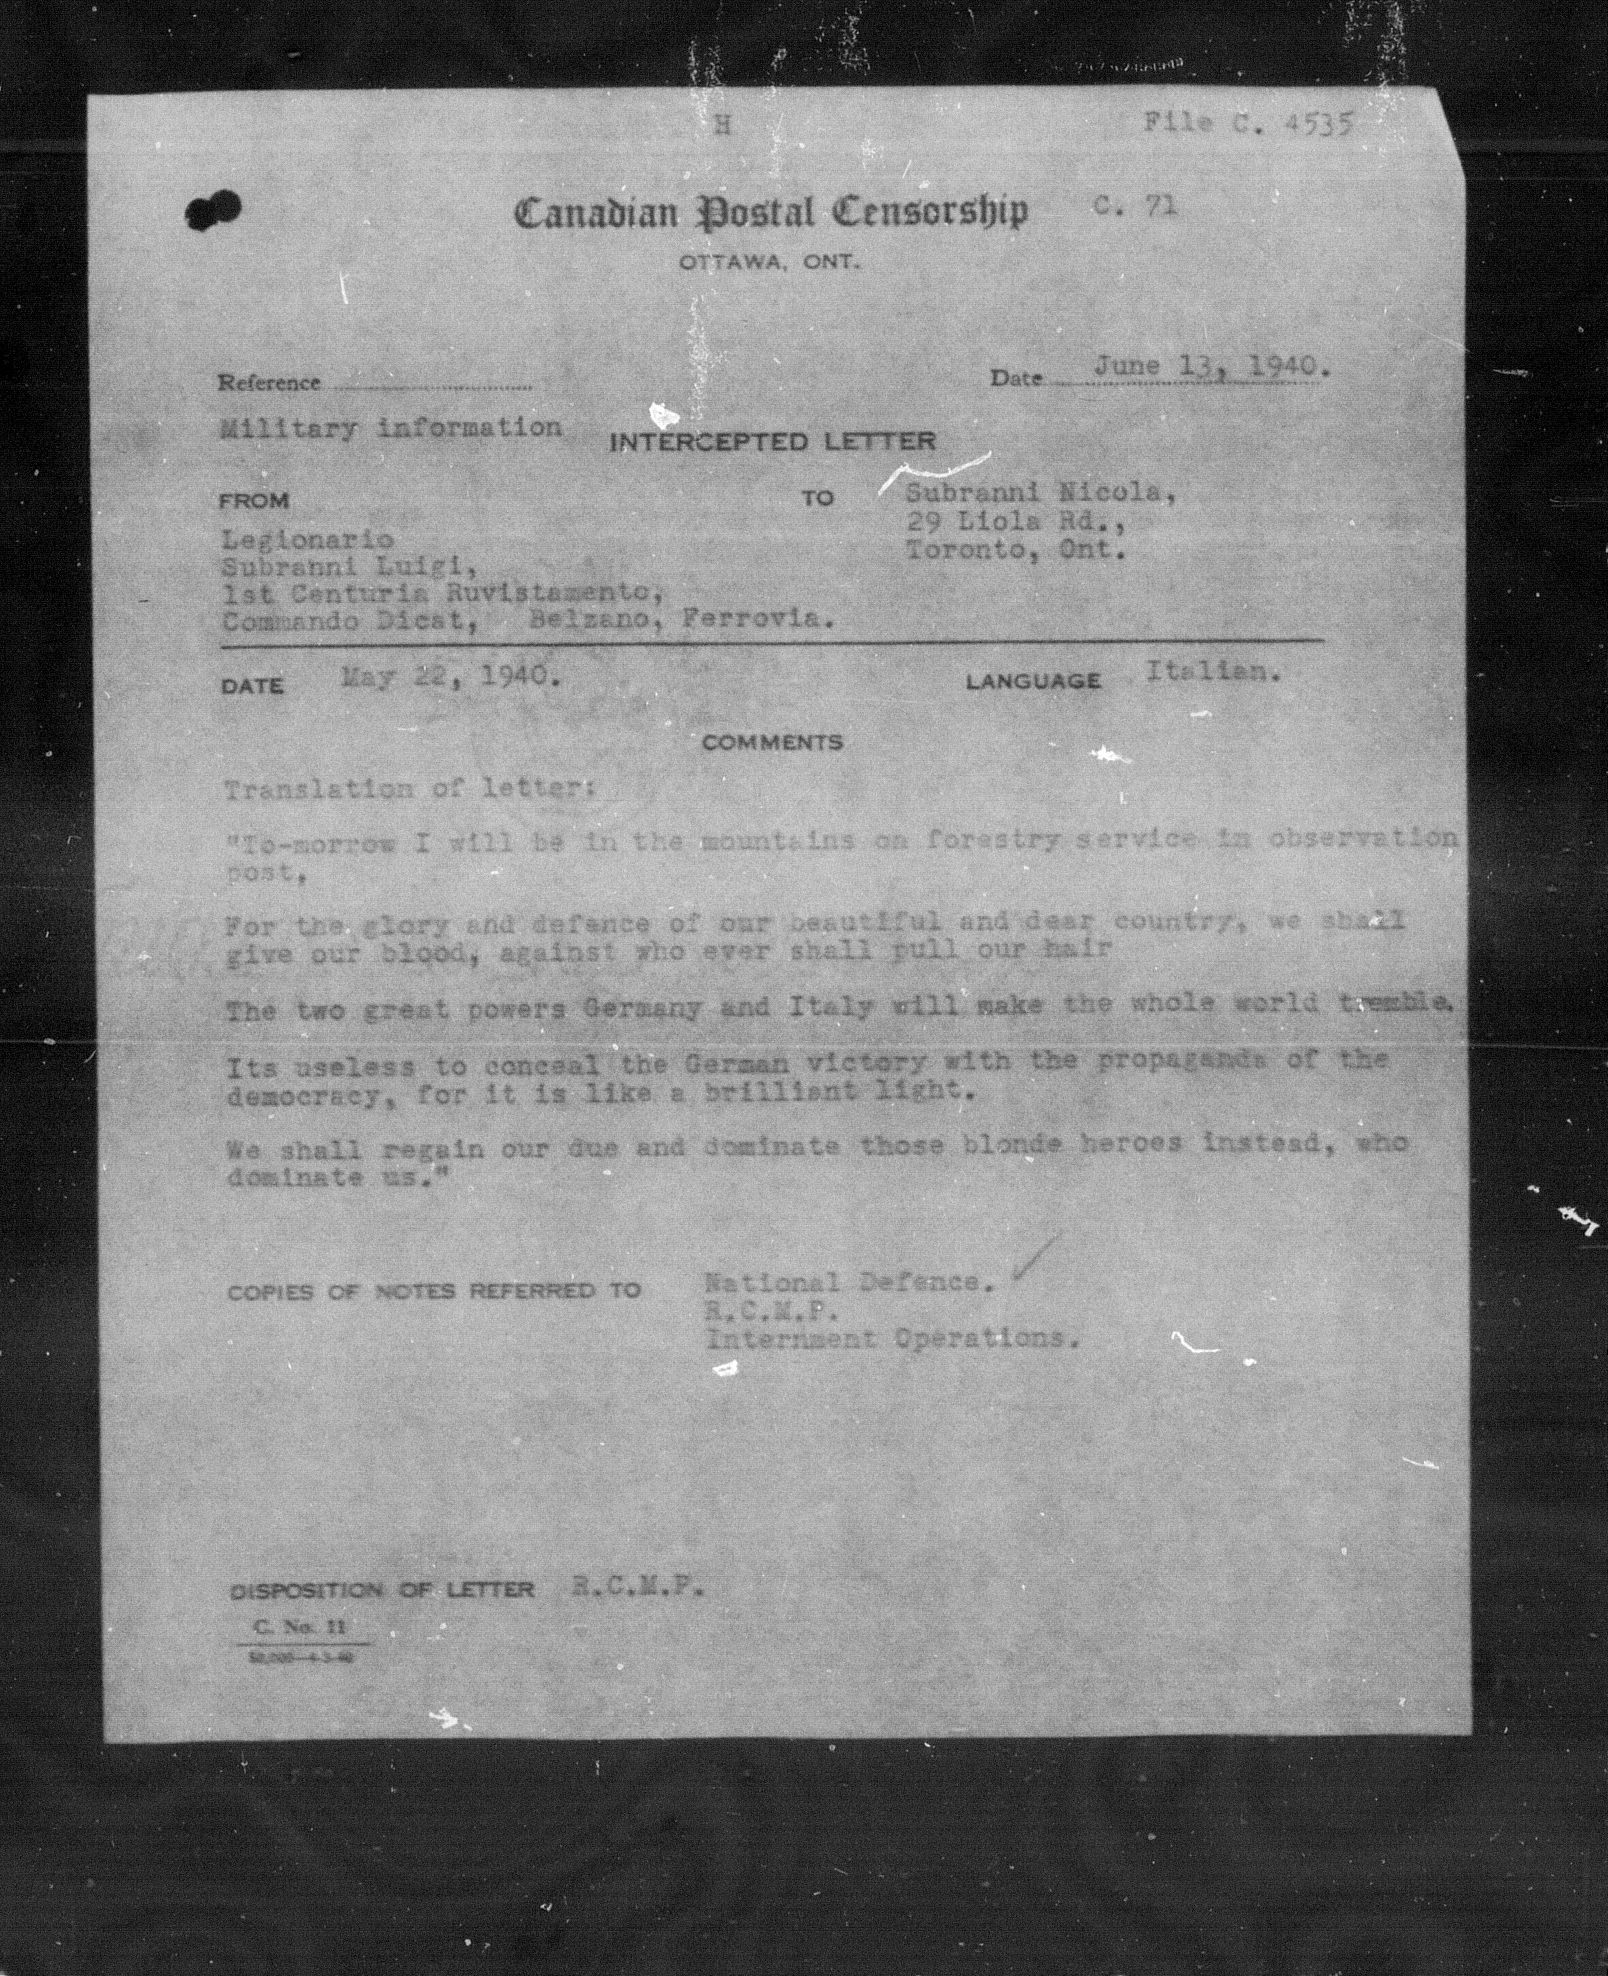 H
File C. 4535
Canadian Postal Censorship
C. 71
OTTAWA, ONT.
Reference
Date June 13, 1940.
Military information
INTERCEPTED LETTER
FROM
TO
Subranni Nicola,
29 Liola Rd.,
Toronto, Ont.
Legionario
Subranni Luigi,
1st Centuria Ruvistamento,
Commando Dicat, Belzano, Ferrovia.
DATE May 22, 1940.
LANGUAGE Italian.
COMMENTS
Translation of letter:
"To-morrow I will be in the mountains on forestry service in observation
post.
For the glory and defence of our beautiful and dear country, we shall
give our blood, against who ever shall pull our hair
The two great powers Germany and Italy will make the whole world tremble.
Its useless to conceal the German victory with the propaganda of the
democracy, for it is like a brilliant light.
We shall regain our due and dominate those blonde heroes instead, who
dominate us."
COPIES OF NOTES REFERRED TO
National Defence.
R.C.M.P.
Internment Operations.
DISPOSITION OF LETTER R.C.M.P.
C. No. 11
50,000—4-3-40